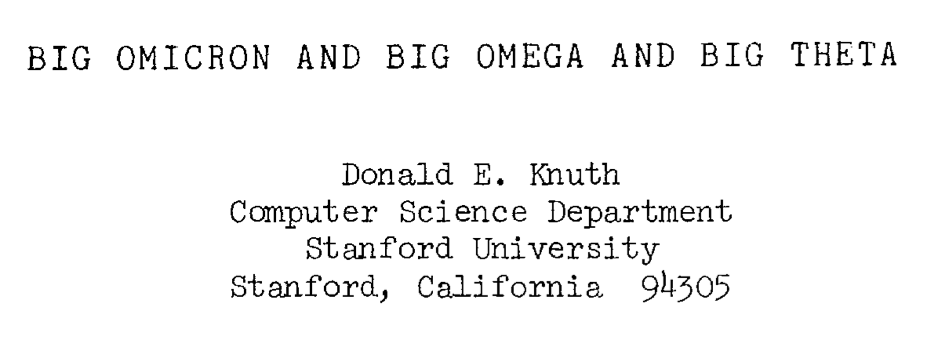 BIG OMICRON AND BIG OMEGA AND BIG THETA
Donald E. Knuth
Computer Science Department
Stanford University
Stanford, California 94305